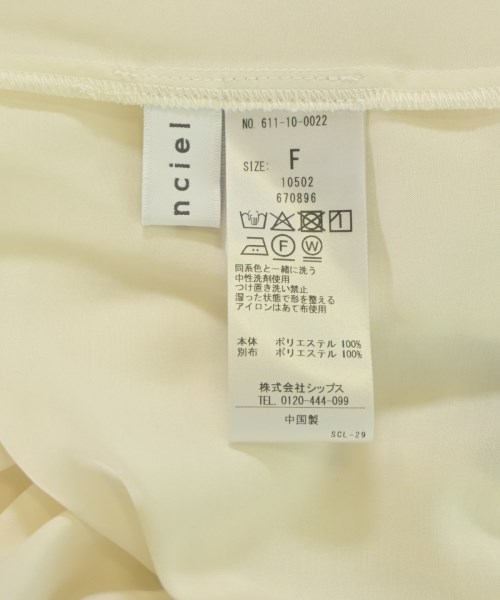 nciel
NO. 611-10-0022
SIZE: F
10502
670896
F W
同系色と一緒に洗う
中性洗剤使用
つけ置き洗い禁止
湿った状態で形を整える
アイロンはあて布使用
本体 ポリエステル 100%
別布 ポリエステル 100%
株式会社シップス
TEL. 0120-444-099
中国製
SCL-29